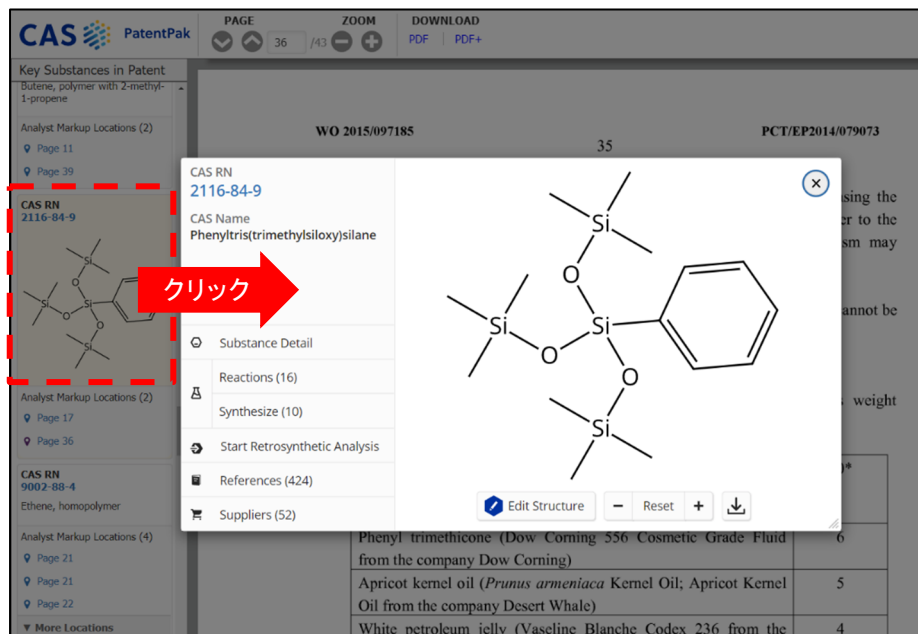 CAS PatentPak
PAGE
36 /43
ZOOM
DOWNLOAD
PDF | PDF+
Key Substances in Patent
Butene, polymer with 2-methyl-
1-propene
Analyst Markup Locations (2)
Page 11
Page 39
CAS RN
2116-84-9
Si
O
Si
O
Si
O
Si
Analyst Markup Locations (2)
Page 17
Page 36
CAS RN
9002-88-4
Ethene, homopolymer
Analyst Markup Locations (4)
Page 21
Page 21
Page 22
More Locations
クリック
WO 2015/097185
PCT/EP2014/079073
35
using the
er to the
sm may
annot be
weight
)*
CAS RN
2116-84-9
CAS Name
Phenyltris(trimethylsiloxy)silane
Substance Detail
Reactions (16)
Synthesize (10)
Start Retrosynthetic Analysis
References (424)
Suppliers (52)
Si
O
Si
Si
O
O
Si
Edit Structure
− Reset +
Phenyl trimethicone (Dow Corning 556 Cosmetic Grade Fluid
from the company Dow Corning)
6
Apricot kernel oil (Prunus armeniaca Kernel Oil; Apricot Kernel
Oil from the company Desert Whale)
5
White petroleum jelly (Vaseline Blanche Codex 236 from the
4